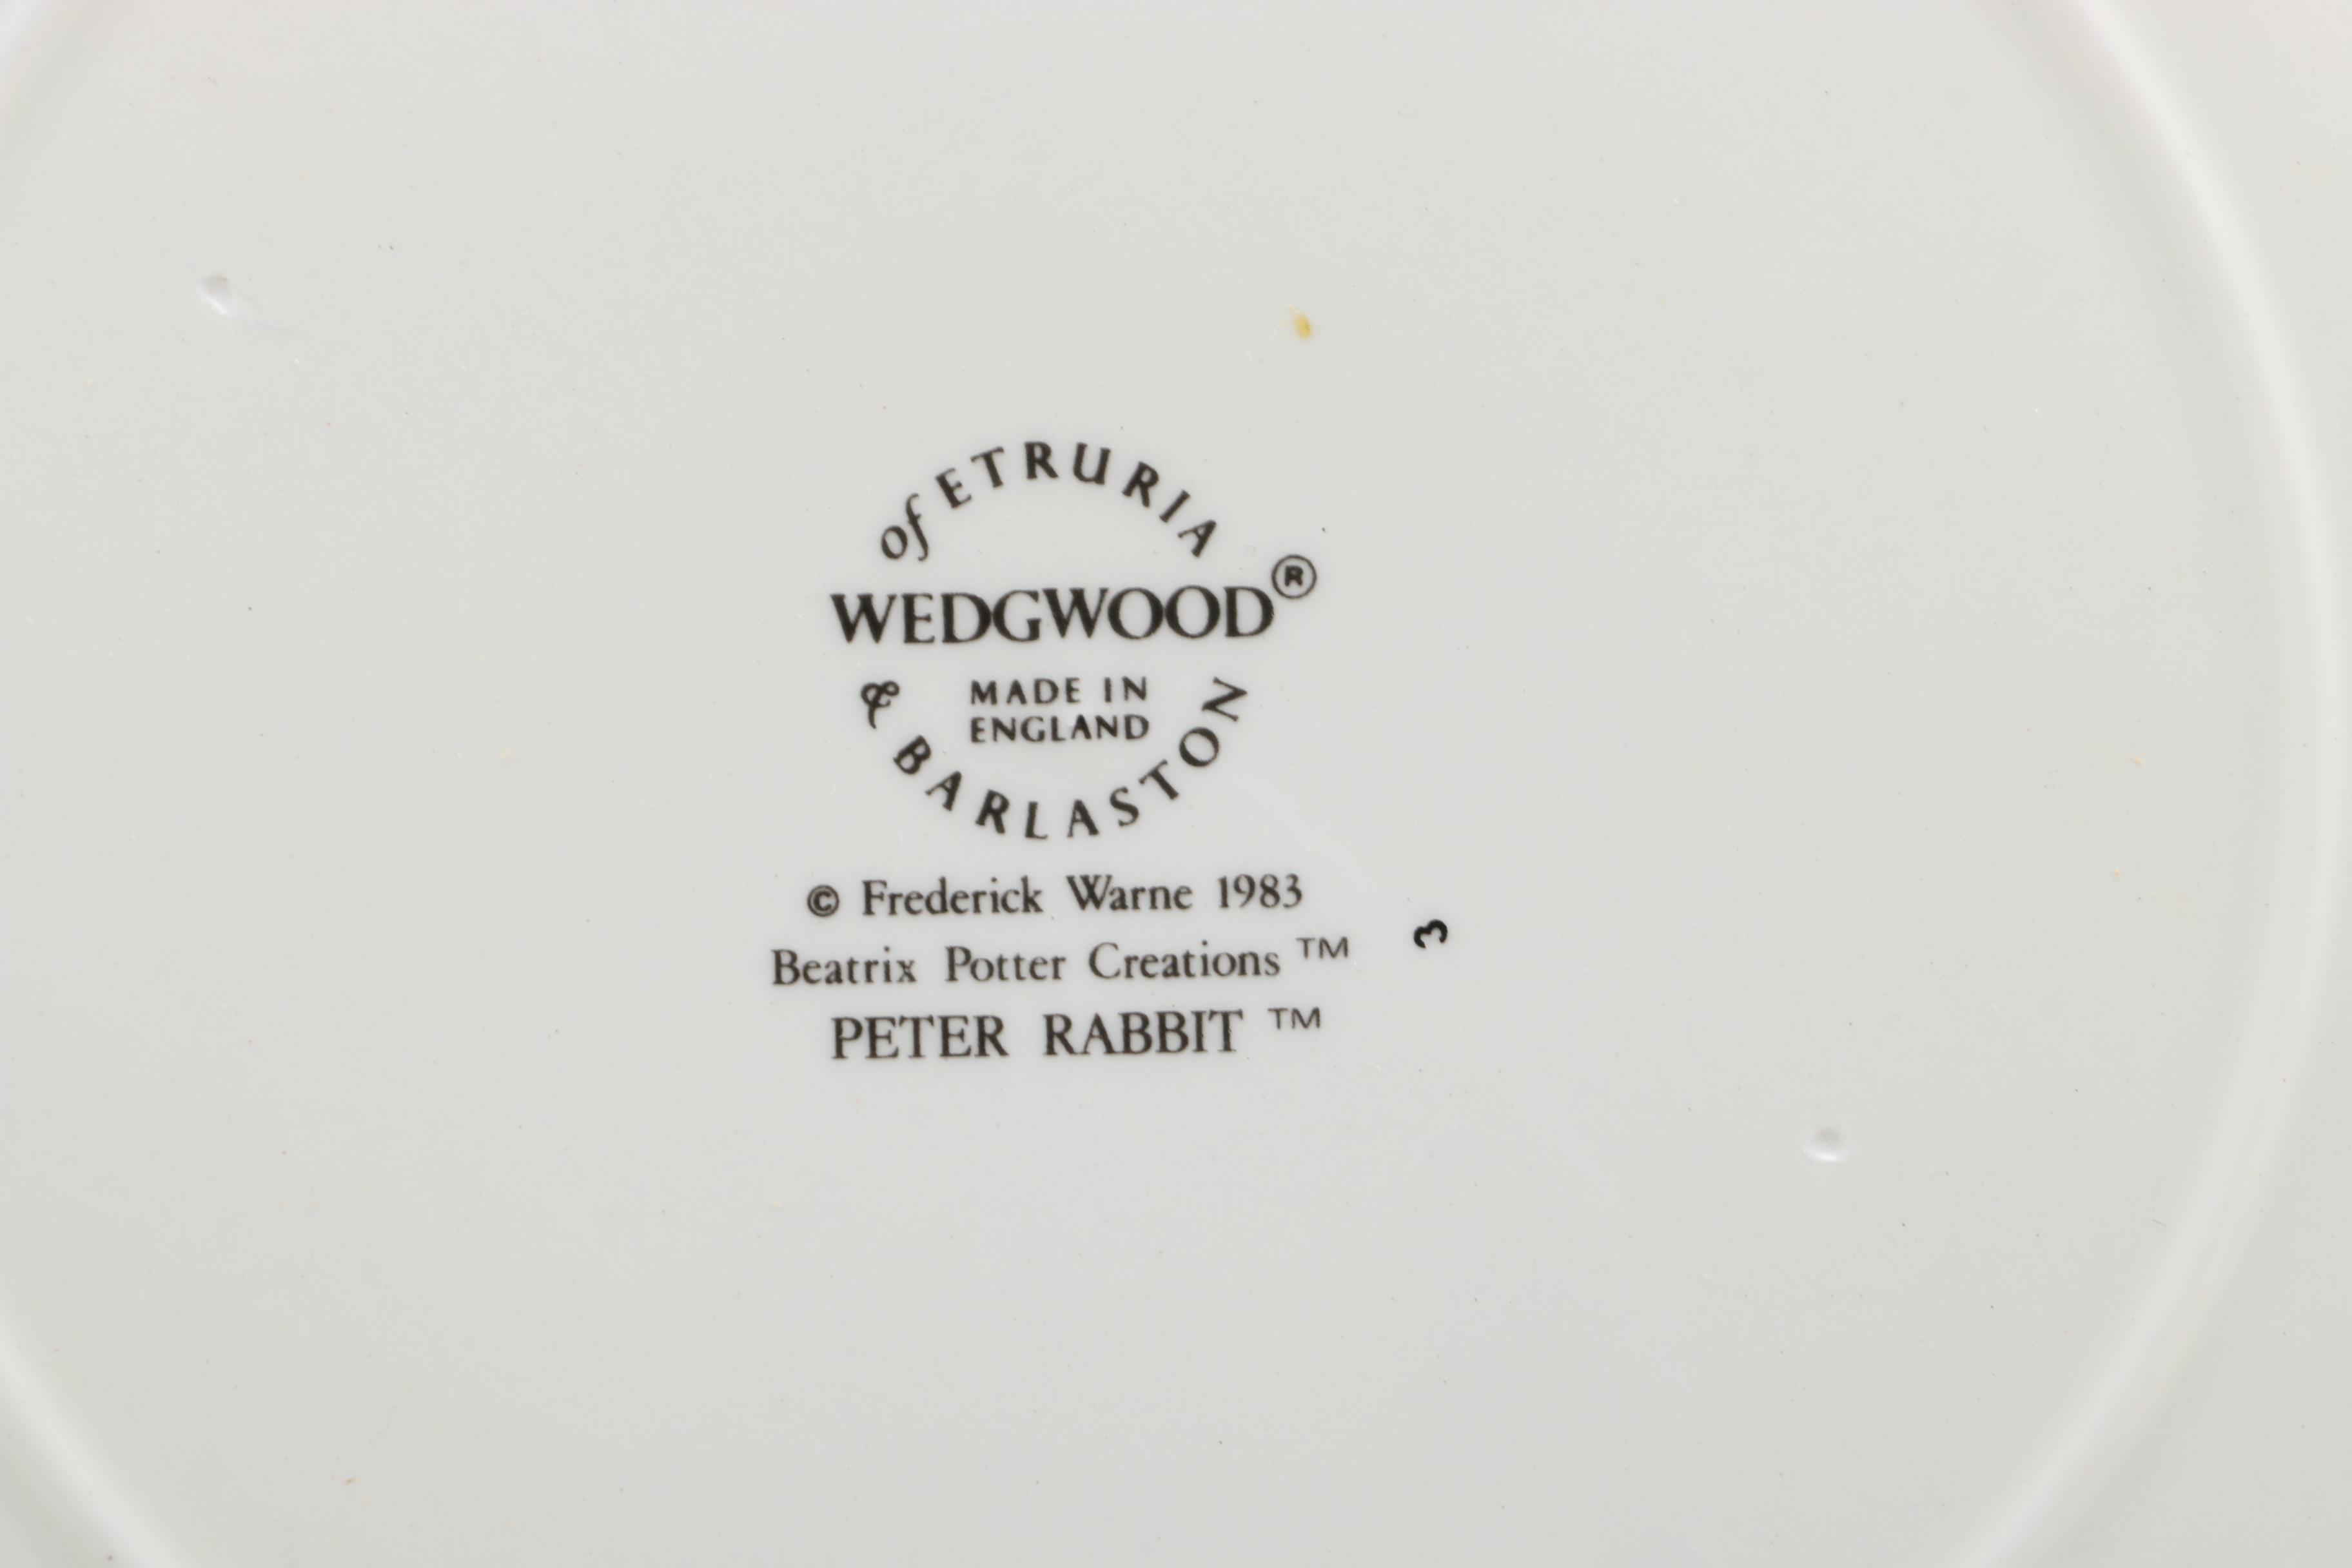 of ETRURIA
WEDGWOOD®
MADE IN
ENGLAND
& BARLASTON
© Frederick Warne 1983
Beatrix Potter Creations ™
3
PETER RABBIT ™